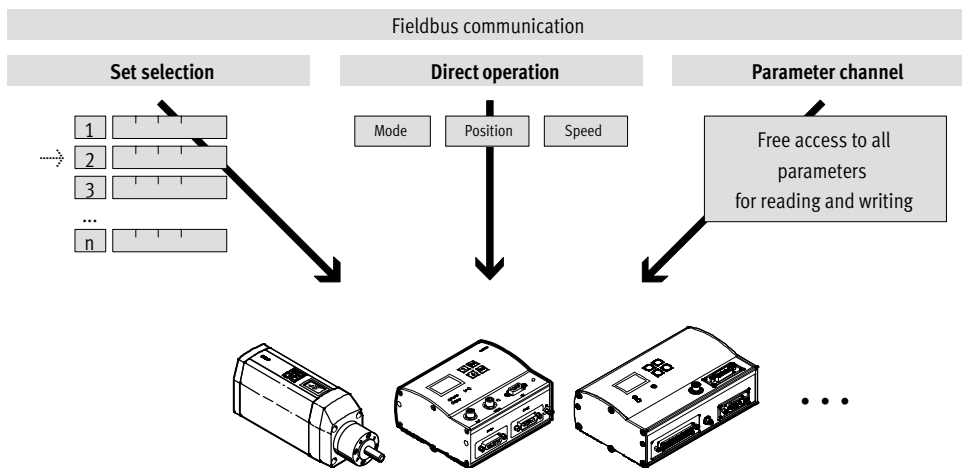 Fieldbus communication
Set selection
Direct operation
Parameter channel
1
2
3
...
n
Mode
Position
Speed
Free access to all
parameters
for reading and writing
...